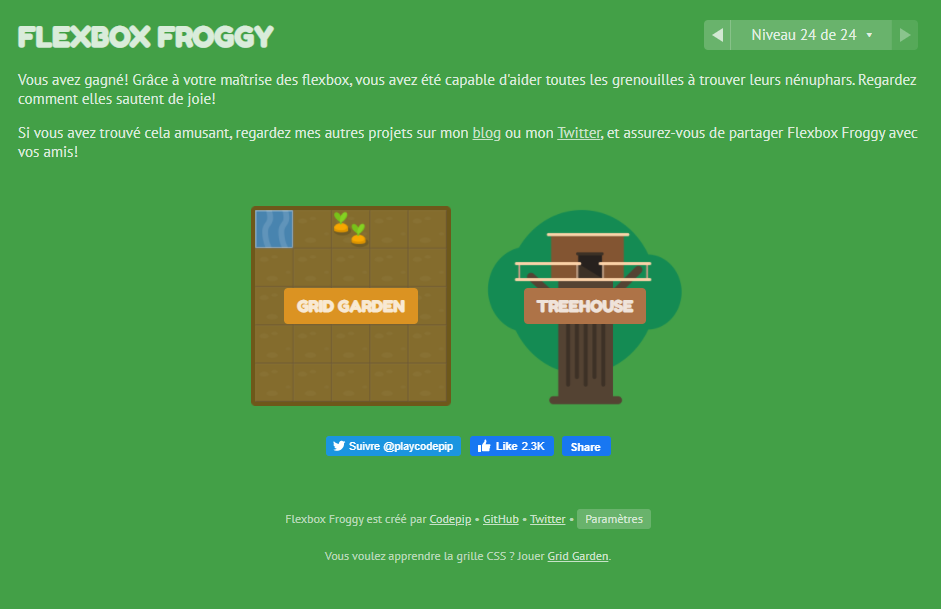 FLEXBOX FROGGY
Niveau 24 de 24
Vous avez gagné! Grâce à votre maîtrise des flexbox, vous avez été capable d'aider toutes les grenouilles à trouver leurs nénuphars. Regardez
comment elles sautent de joie!
Si vous avez trouvé cela amusant, regardez mes autres projets sur mon blog ou mon Twitter, et assurez-vous de partager Flexbox Froggy avec
vos amis!
GRID GARDEN
TREEHOUSE
Suivre @playcodepip
Like 2.3K
Share
Flexbox Froggy est créé par Codepip • GitHub • Twitter • Paramètres
Vous voulez apprendre la grille CSS ? Jouer Grid Garden.